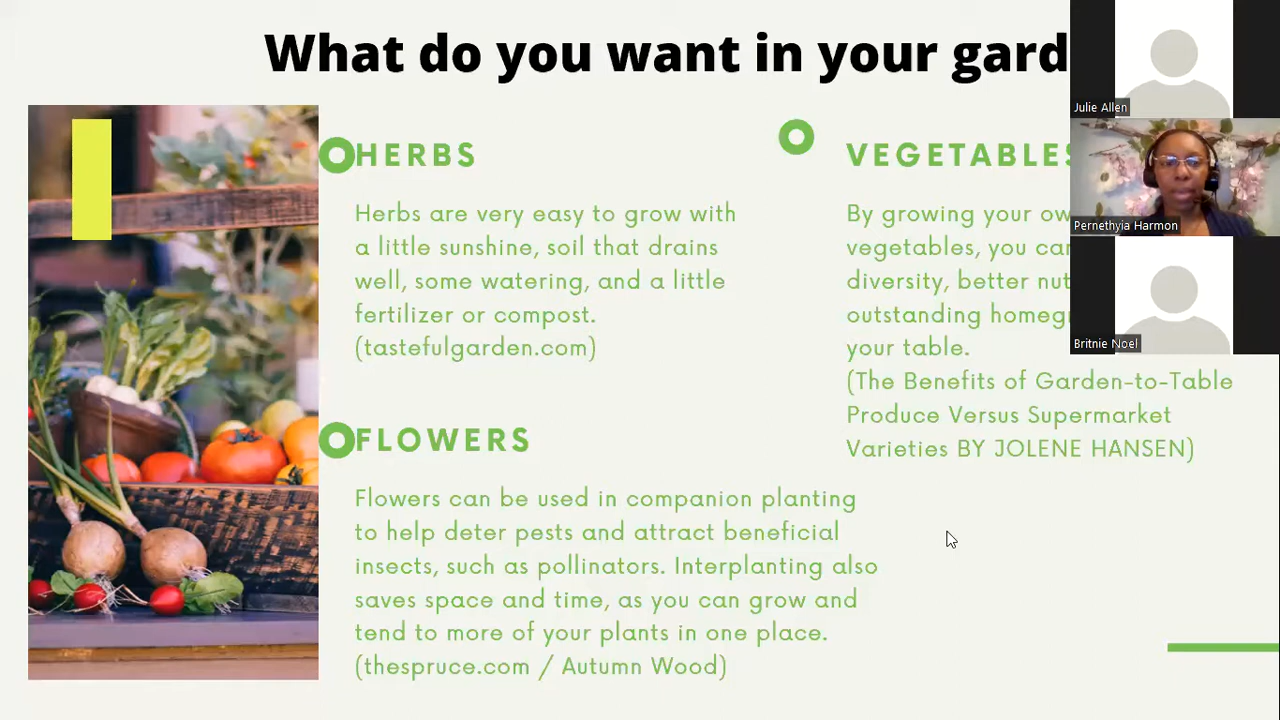 What do you want in your gard
HERBS
Herbs are very easy to grow with
a little sunshine, soil that drains
well, some watering, and a little
fertilizer or compost.
(tastefulgarden.com)
FLOWERS
Flowers can be used in companion planting
to help deter pests and attract beneficial
insects, such as pollinators. Interplanting also
saves space and time, as you can grow and
tend to more of your plants in one place.
(thespruce.com / Autumn Wood)
VEGETABLES
By growing your ow
vegetables, you can
diversity, better nut
outstanding homegr
your table.
(The Benefits of Garden-to-Table
Produce Versus Supermarket
Varieties BY JOLENE HANSEN)
Julie Allen
Pernethyia Harmon
Britnie Noel